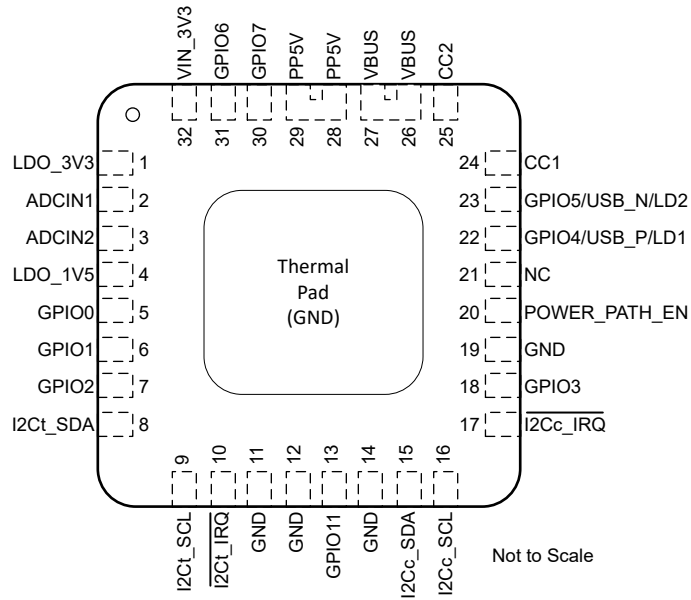 VIN_3V3
GPIO6
GPIO7
PP5V
PP5V
VBUS
VBUS
CC2
32
31
30
29
28
27
26
25
LDO_3V3 1
ADCIN1 2
ADCIN2 3
LDO_1V5 4
GPIO0 5
GPIO1 6
GPIO2 7
I2Ct_SDA 8
Thermal
Pad
(GND)
24 CC1
23 GPIO5/USB_N/LD2
22 GPIO4/USB_P/LD1
21 NC
20 POWER_PATH_EN
19 GND
18 GPIO3
17 I2Cc_IRQ
9
10
11
12
13
14
15
16
I2Ct_SCL
I2Ct_IRQ
GND
GND
GPIO11
GND
I2Cc_SDA
I2Cc_SCL
Not to Scale